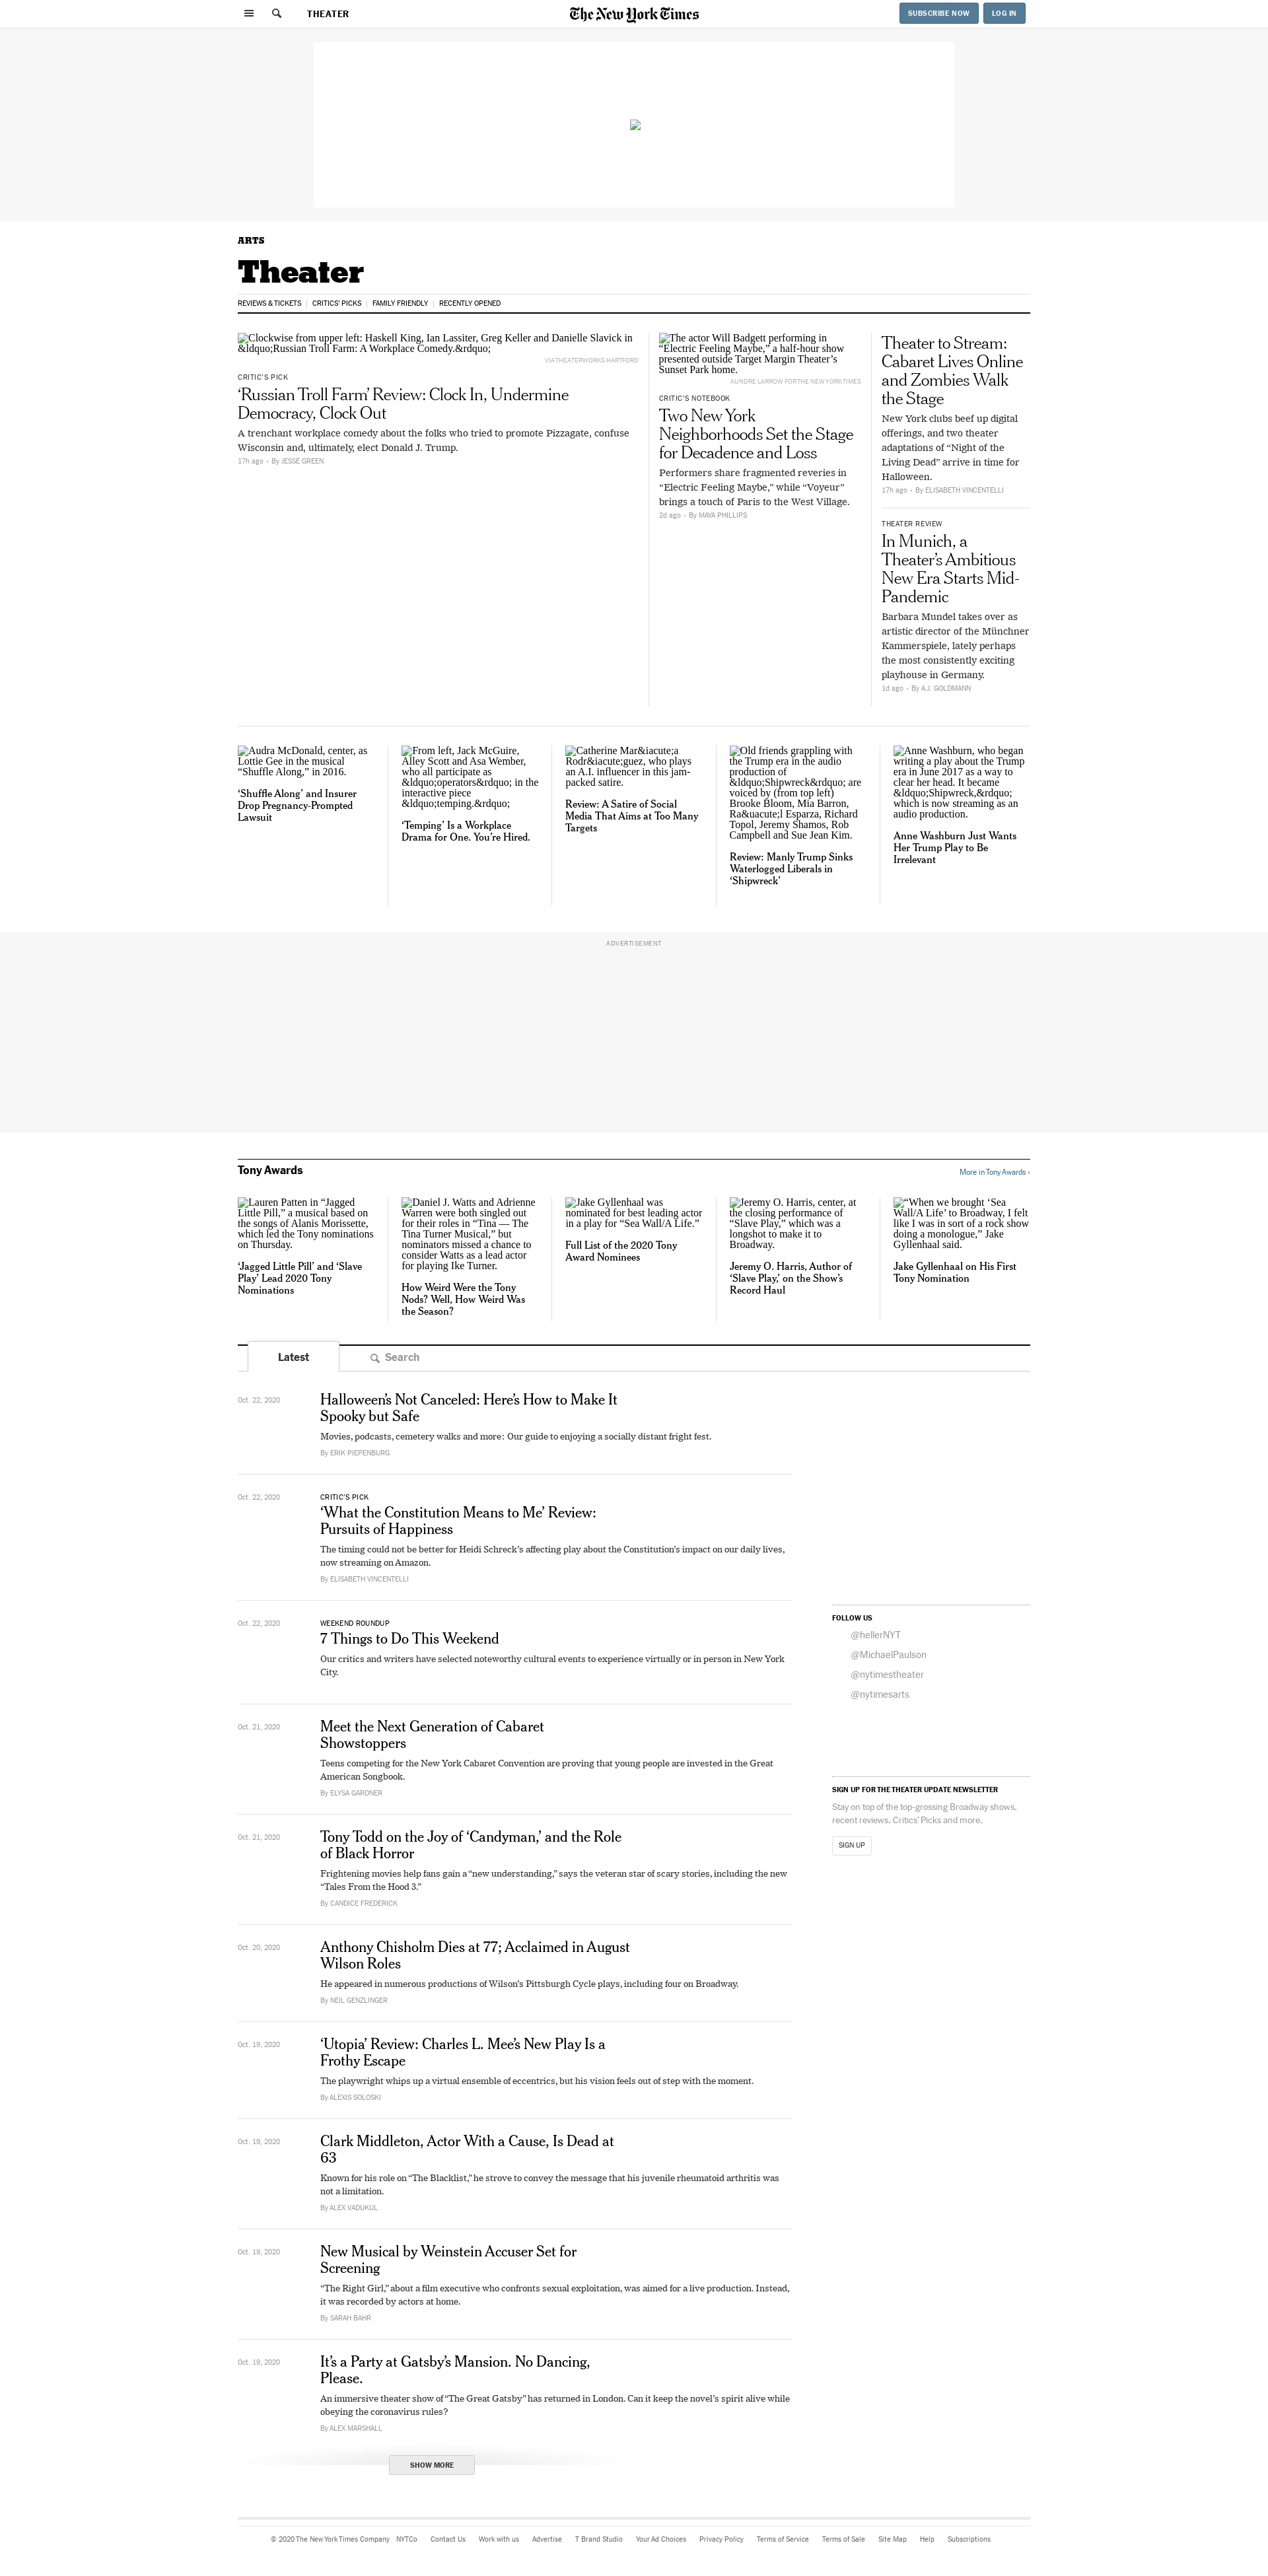 THEATER
The New York Times
SUBSCRIBE NOW
LOG IN
ARTS
Theater
REVIEWS & TICKETS
CRITICS' PICKS
FAMILY FRIENDLY
RECENTLY OPENED
Clockwise from upper left: Haskell King, Ian Lassiter, Greg Keller and Danielle Slavick in
&ldquo;Russian Troll Farm: A Workplace Comedy.&rdquo;
VIA THEATERWORKS HARTFORD
CRITIC'S PICK
‘Russian Troll Farm’ Review: Clock In, Undermine
Democracy, Clock Out
A trenchant workplace comedy about the folks who tried to promote Pizzagate, confuse
Wisconsin and, ultimately, elect Donald J. Trump.
17h ago • By JESSE GREEN
The actor Will Badgett performing in
“Electric Feeling Maybe,” a half-hour show
presented outside Target Margin Theater’s
Sunset Park home.
AUNDRE LARROW FOR THE NEW YORK TIMES
CRITIC’S NOTEBOOK
Two New York
Neighborhoods Set the Stage
for Decadence and Loss
Performers share fragmented reveries in
“Electric Feeling Maybe,” while “Voyeur”
brings a touch of Paris to the West Village.
2d ago • By MAYA PHILLIPS
Theater to Stream:
Cabaret Lives Online
and Zombies Walk
the Stage
New York clubs beef up digital
offerings, and two theater
adaptations of “Night of the
Living Dead” arrive in time for
Halloween.
17h ago • By ELISABETH VINCENTELLI
THEATER REVIEW
In Munich, a
Theater’s Ambitious
New Era Starts Mid-
Pandemic
Barbara Mundel takes over as
artistic director of the Münchner
Kammerspiele, lately perhaps
the most consistently exciting
playhouse in Germany.
1d ago • By A.J. GOLDMANN
Audra McDonald, center, as
Lottie Gee in the musical
“Shuffle Along,” in 2016.
‘Shuffle Along’ and Insurer
Drop Pregnancy-Prompted
Lawsuit
From left, Jack McGuire,
Alley Scott and Asa Wember,
who all participate as
&ldquo;operators&rdquo; in the
interactive piece
&ldquo;temping.&rdquo;
‘Temping’ Is a Workplace
Drama for One. You’re Hired.
Catherine Mar&iacute;a
Rodr&iacute;guez, who plays
an A.I. influencer in this jam-
packed satire.
Review: A Satire of Social
Media That Aims at Too Many
Targets
Old friends grappling with
the Trump era in the audio
production of
&ldquo;Shipwreck&rdquo; are
voiced by (from top left)
Brooke Bloom, Mia Barron,
Ra&uacute;l Esparza, Richard
Topol, Jeremy Shamos, Rob
Campbell and Sue Jean Kim.
Review: Manly Trump Sinks
Waterlogged Liberals in
‘Shipwreck’
Anne Washburn, who began
writing a play about the Trump
era in June 2017 as a way to
clear her head. It became
&ldquo;Shipwreck,&rdquo;
which is now streaming as an
audio production.
Anne Washburn Just Wants
Her Trump Play to Be
Irrelevant
ADVERTISEMENT
Tony Awards
More in Tony Awards ›
Lauren Patten in “Jagged
Little Pill,” a musical based on
the songs of Alanis Morissette,
which led the Tony nominations
on Thursday.
‘Jagged Little Pill’ and ‘Slave
Play’ Lead 2020 Tony
Nominations
Daniel J. Watts and Adrienne
Warren were both singled out
for their roles in “Tina — The
Tina Turner Musical,” but
nominators missed a chance to
consider Watts as a lead actor
for playing Ike Turner.
How Weird Were the Tony
Nods? Well, How Weird Was
the Season?
Jake Gyllenhaal was
nominated for best leading actor
in a play for “Sea Wall/A Life.”
Full List of the 2020 Tony
Award Nominees
Jeremy O. Harris, center, at
the closing performance of
“Slave Play,” which was a
longshot to make it to
Broadway.
Jeremy O. Harris, Author of
‘Slave Play,’ on the Show’s
Record Haul
“When we brought ‘Sea
Wall/A Life’ to Broadway, I felt
like I was in sort of a rock show
doing a monologue,” Jake
Gyllenhaal said.
Jake Gyllenhaal on His First
Tony Nomination
Latest
Search
Oct. 22, 2020
Halloween’s Not Canceled: Here’s How to Make It
Spooky but Safe
Movies, podcasts, cemetery walks and more: Our guide to enjoying a socially distant fright fest.
By ERIK PIEPENBURG
Oct. 22, 2020
CRITIC’S PICK
‘What the Constitution Means to Me’ Review:
Pursuits of Happiness
The timing could not be better for Heidi Schreck’s affecting play about the Constitution’s impact on our daily lives,
now streaming on Amazon.
By ELISABETH VINCENTELLI
Oct. 22, 2020
WEEKEND ROUNDUP
7 Things to Do This Weekend
Our critics and writers have selected noteworthy cultural events to experience virtually or in person in New York
City.
Oct. 21, 2020
Meet the Next Generation of Cabaret
Showstoppers
Teens competing for the New York Cabaret Convention are proving that young people are invested in the Great
American Songbook.
By ELYSA GARDNER
Oct. 21, 2020
Tony Todd on the Joy of ‘Candyman,’ and the Role
of Black Horror
Frightening movies help fans gain a “new understanding,” says the veteran star of scary stories, including the new
“Tales From the Hood 3.”
By CANDICE FREDERICK
Oct. 20, 2020
Anthony Chisholm Dies at 77; Acclaimed in August
Wilson Roles
He appeared in numerous productions of Wilson’s Pittsburgh Cycle plays, including four on Broadway.
By NEIL GENZLINGER
Oct. 19, 2020
‘Utopia’ Review: Charles L. Mee’s New Play Is a
Frothy Escape
The playwright whips up a virtual ensemble of eccentrics, but his vision feels out of step with the moment.
By ALEXIS SOLOSKI
Oct. 19, 2020
Clark Middleton, Actor With a Cause, Is Dead at
63
Known for his role on “The Blacklist,” he strove to convey the message that his juvenile rheumatoid arthritis was
not a limitation.
By ALEX VADUKUL
Oct. 19, 2020
New Musical by Weinstein Accuser Set for
Screening
“The Right Girl,” about a film executive who confronts sexual exploitation, was aimed for a live production. Instead,
it was recorded by actors at home.
By SARAH BAHR
Oct. 19, 2020
It’s a Party at Gatsby’s Mansion. No Dancing,
Please.
An immersive theater show of “The Great Gatsby” has returned in London. Can it keep the novel’s spirit alive while
obeying the coronavirus rules?
By ALEX MARSHALL
SHOW MORE
FOLLOW US
@hellerNYT
@MichaelPaulson
@nytimestheater
@nytimesarts
SIGN UP FOR THE THEATER UPDATE NEWSLETTER
Stay on top of the top-grossing Broadway shows,
recent reviews, Critics’ Picks and more.
SIGN UP
© 2020 The New York Times Company
NYTCo
Contact Us
Work with us
Advertise
T Brand Studio
Your Ad Choices
Privacy Policy
Terms of Service
Terms of Sale
Site Map
Help
Subscriptions